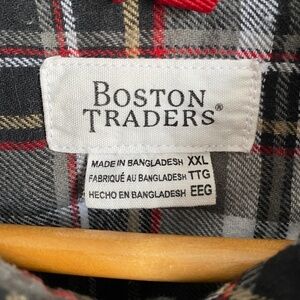 BOSTON
TRADERS®
MADE IN BANGLADESH XXL
FABRIQUÉ AU BANGLADESH TTG
HECHO EN BANGLADESH EEG